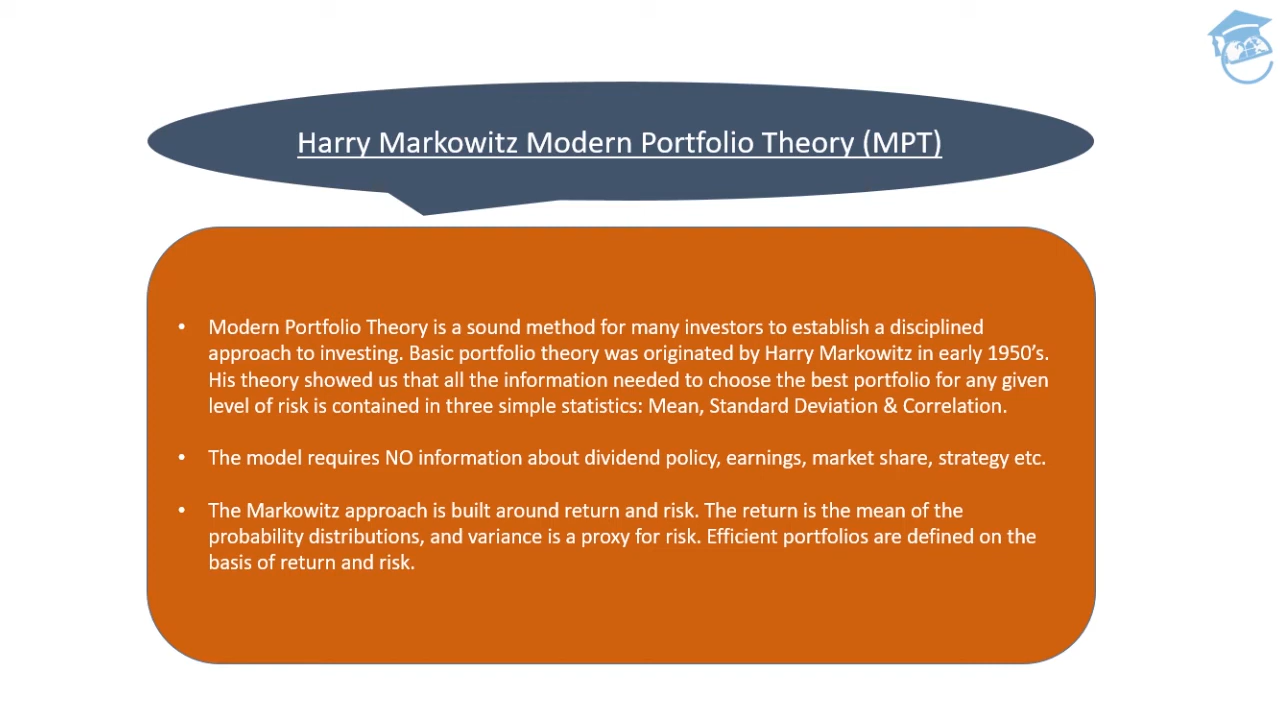 Harry Markowitz Modern Portfolio Theory (MPT)
• Modern Portfolio Theory is a sound method for many investors to establish a disciplined
approach to investing. Basic portfolio theory was originated by Harry Markowitz in early 1950’s.
His theory showed us that all the information needed to choose the best portfolio for any given
level of risk is contained in three simple statistics: Mean, Standard Deviation & Correlation.
• The model requires NO information about dividend policy, earnings, market share, strategy etc.
• The Markowitz approach is built around return and risk. The return is the mean of the
probability distributions, and variance is a proxy for risk. Efficient portfolios are defined on the
basis of return and risk.